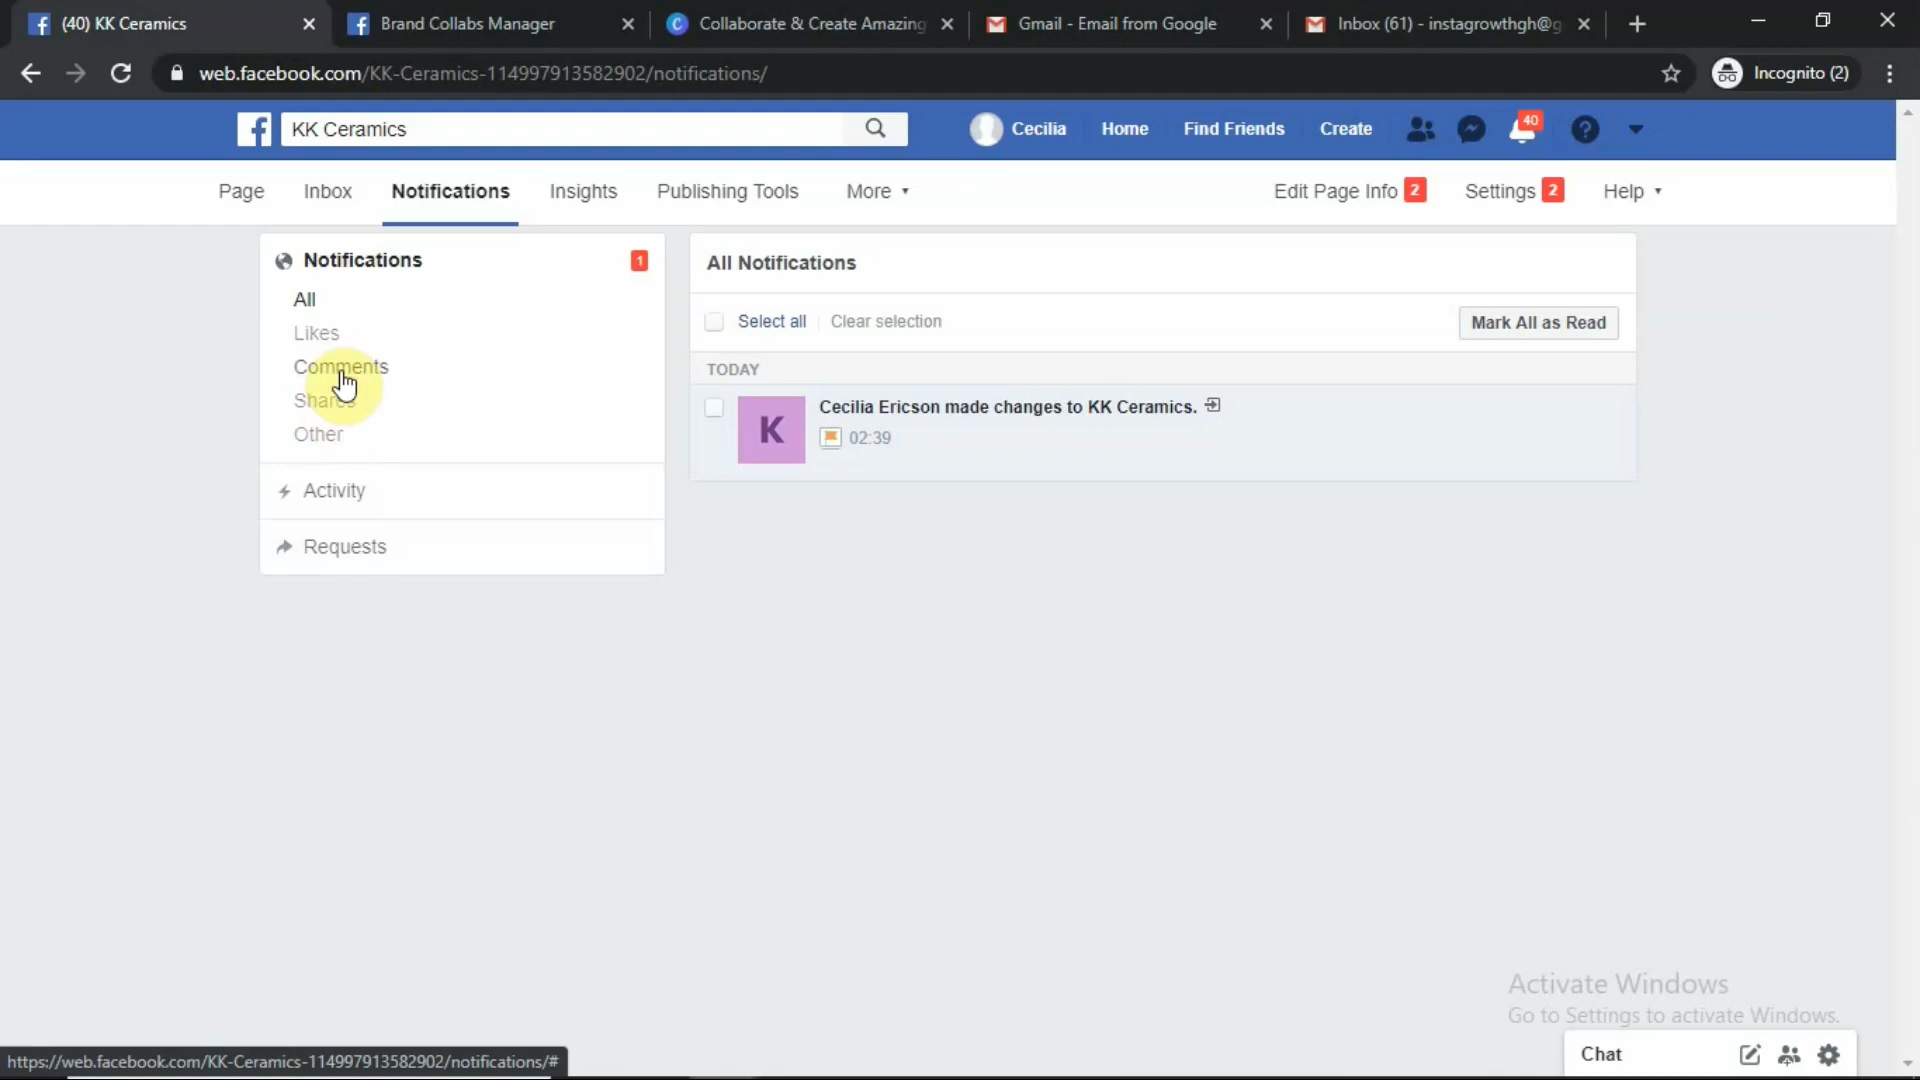 (40) KK Ceramics
Brand Collabs Manager
Collaborate & Create Amazing
Gmail - Email from Google
Inbox (61) - instagrowthgh@g
web.facebook.com/KK-Ceramics-114997913582902/notifications/
Incognito (2)
KK Ceramics
Cecilia
Home
Find Friends
Create
40
Page
Inbox
Notifications
Insights
Publishing Tools
More
Edit Page Info 2
Settings 2
Help
Notifications 1
All
Likes
Comments
Shares
Other
Activity
Requests
All Notifications
Select all
Clear selection
Mark All as Read
TODAY
K
Cecilia Ericson made changes to KK Ceramics.
02:39
Activate Windows
Go to Settings to activate Windows.
Chat
https://web.facebook.com/KK-Ceramics-114997913582902/notifications/#